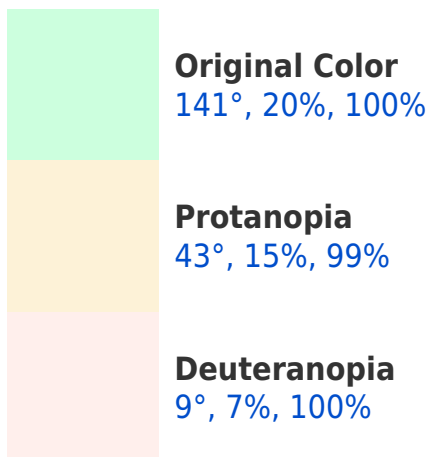 Original Color
141°, 20%, 100%
Protanopia
43°, 15%, 99%
Deuteranopia
9°, 7%, 100%